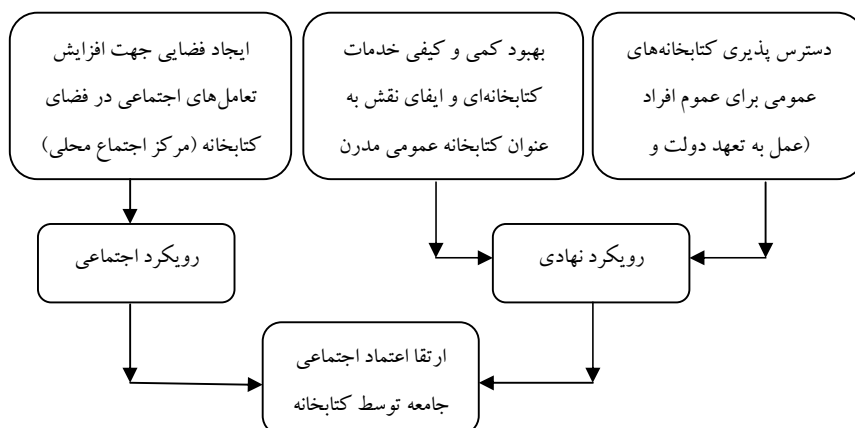 دسترس پذیری کتابخانه‌های
عمومی برای عموم افراد
(عمل به تعهد دولت و
بهبود کمی و کیفی خدمات
کتابخانه‌ای و ایفای نقش به
عنوان کتابخانه عمومی مدرن
ایجاد فضایی جهت افزایش
تعامل‌های اجتماعی در فضای
کتابخانه (مرکز اجتماع محلی)
رویکرد نهادی
رویکرد اجتماعی
ارتقا اعتماد اجتماعی
جامعه توسط کتابخانه